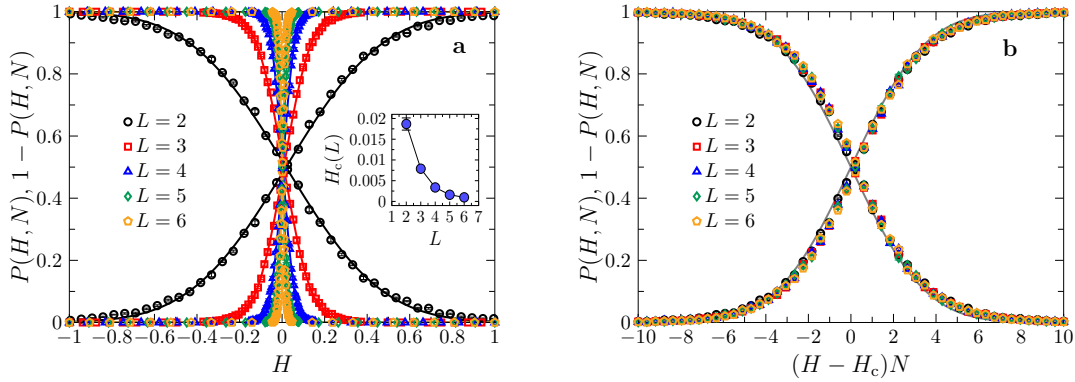 P(H, N), 1 − P(H, N)
1
0.8
0.6
0.4
0.2
0
−1 −0.8 −0.6 −0.4 −0.2 0 0.2 0.4 0.6 0.8 1
H
a
L = 2
L = 3
L = 4
L = 5
L = 6
H_c(L)
0.02
0.015
0.01
0.005
0
1 2 3 4 5 6 7
L
P(H, N), 1 − P(H, N)
1
0.8
0.6
0.4
0.2
0
−10 −8 −6 −4 −2 0 2 4 6 8 10
(H − H_c)N
b
L = 2
L = 3
L = 4
L = 5
L = 6